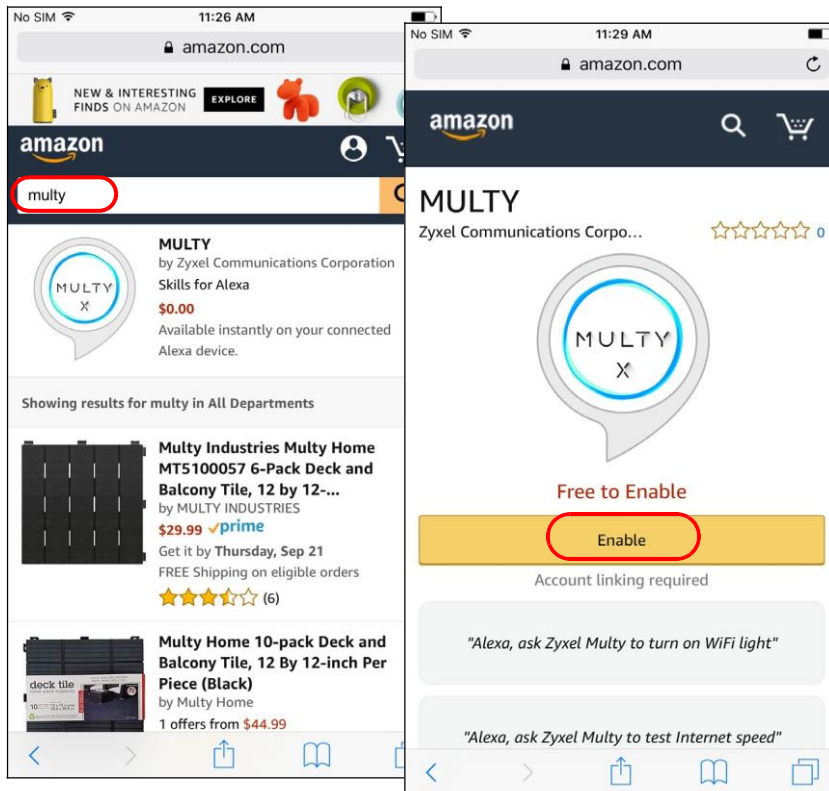 No SIM 11:26 AM
amazon.com
NEW & INTERESTING
FINDS ON AMAZON
EXPLORE
amazon
multy
MULTY
X
MULTY
by Zyxel Communications Corporation
Skills for Alexa
$0.00
Available instantly on your connected
Alexa device.
Showing results for multy in All Departments
Multy Industries Multy Home
MT5100057 6-Pack Deck and
Balcony Tile, 12 by 12-...
by MULTY INDUSTRIES
$29.99 prime
Get it by Thursday, Sep 21
FREE Shipping on eligible orders
(6)
deck tile
10
Multy Home 10-pack Deck and
Balcony Tile, 12 By 12-inch Per
Piece (Black)
by Multy Home
1 offers from $44.99
No SIM 11:29 AM
amazon.com
amazon
MULTY
Zyxel Communications Corpo... 0
MULTY
X
Free to Enable
Enable
Account linking required
"Alexa, ask Zyxel Multy to turn on WiFi light"
"Alexa, ask Zyxel Multy to test Internet speed"